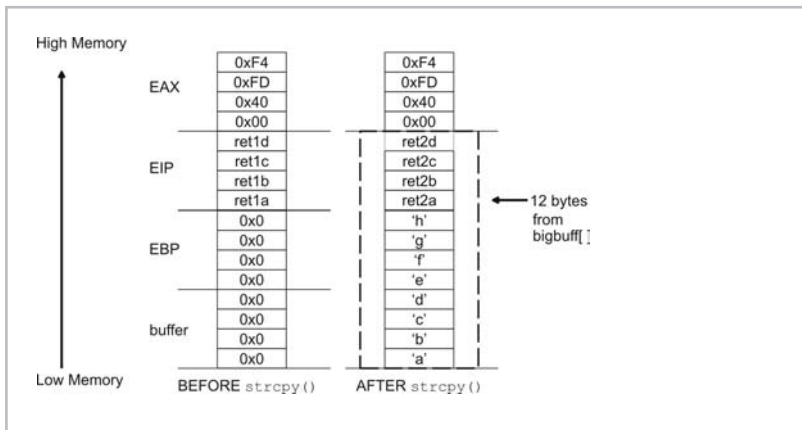 High Memory
EAX
0xF4
0xFD
0x40
0x00
0xF4
0xFD
0x40
0x00
EIP
ret1d
ret1c
ret1b
ret1a
ret2d
ret2c
ret2b
ret2a
12 bytes
from
bigbuff[ ]
EBP
0x0
0x0
0x0
0x0
'h'
'g'
'f'
'e'
buffer
0x0
0x0
0x0
0x0
'd'
'c'
'b'
'a'
Low Memory
BEFORE strcpy()
AFTER strcpy()